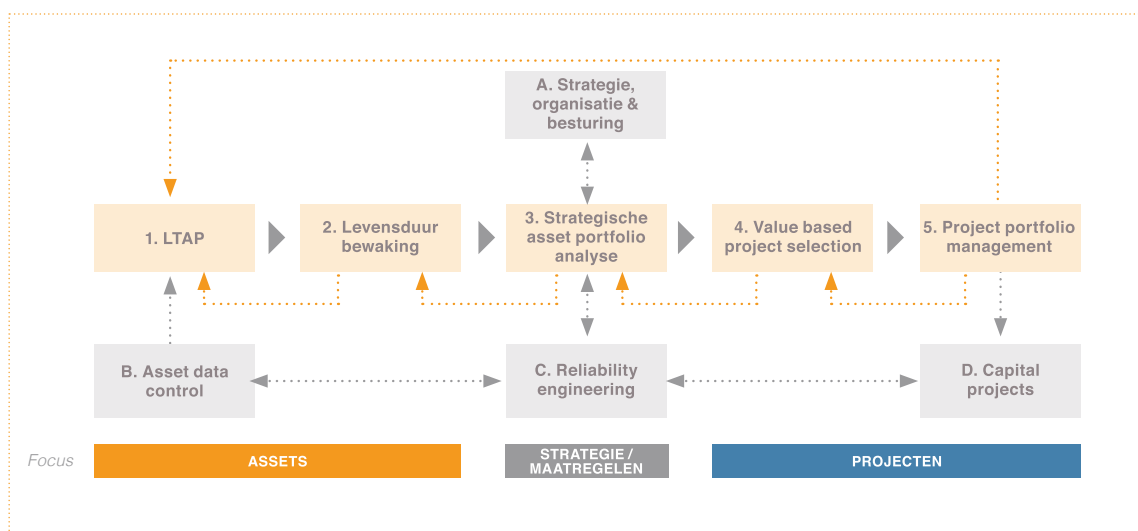 A. Strategie,
organisatie &
besturing
1. LTAP
2. Levensduur
bewaking
3. Strategische
asset portfolio
analyse
4. Value based
project selection
5. Project portfolio
management
B. Asset data
control
C. Reliability
engineering
D. Capital
projects
Focus
ASSETS
STRATEGIE /
MAATREGELEN
PROJECTEN